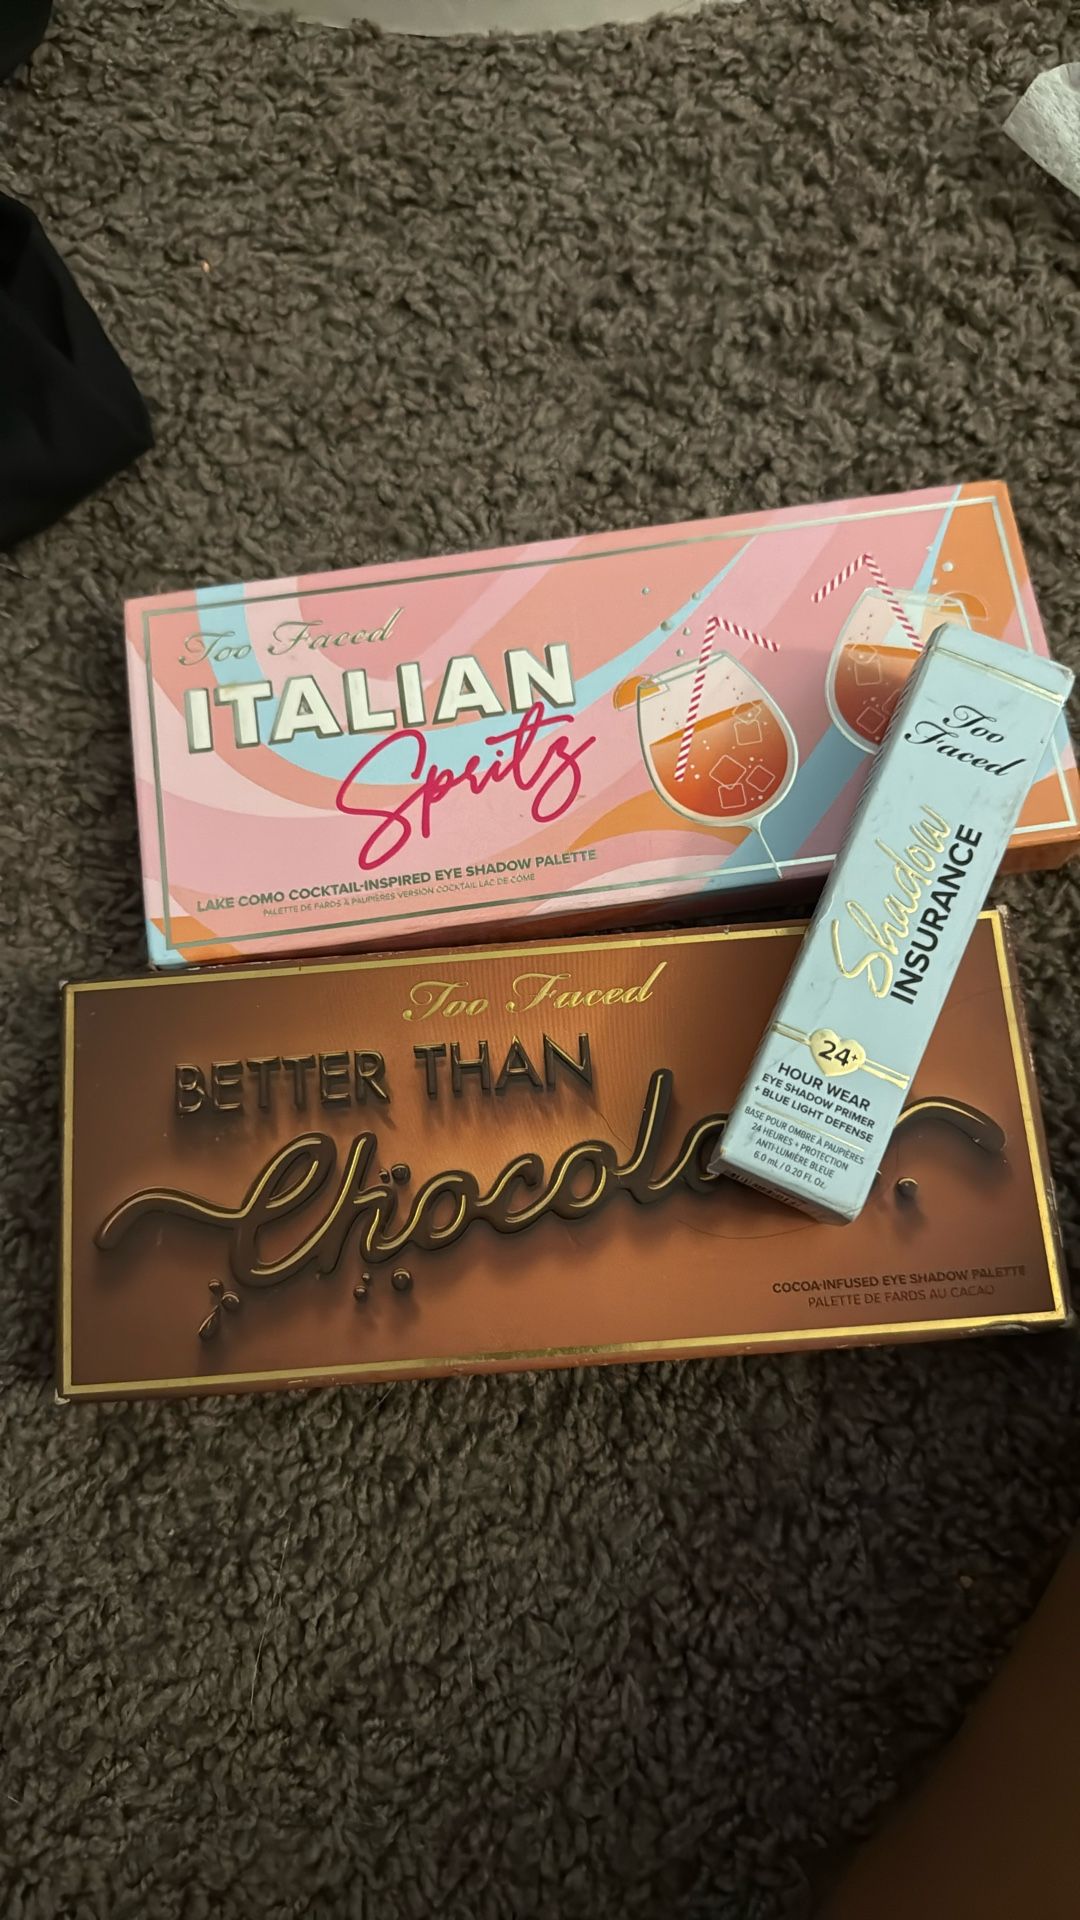 Too Faced
ITALIAN
Spritz
LAKE COMO COCKTAIL-INSPIRED EYE SHADOW PALETTE
PALETTE DE FARDS À PAUPIÈRES VERSION COCKTAIL LAC DE CÔME
Too Faced
Shadow
INSURANCE
24+
HOUR WEAR
EYE SHADOW PRIMER
+ BLUE LIGHT DEFENSE
BASE POUR OMBRE À PAUPIÈRES
24 HEURES + PROTECTION
ANTI-LUMIÈRE BLEUE
6.0 mL / 0.20 FL. Oz.
Too Faced
BETTER THAN
Chocola
COCOA-INFUSED EYE SHADOW PALETTE
PALETTE DE FARDS AU CACAO